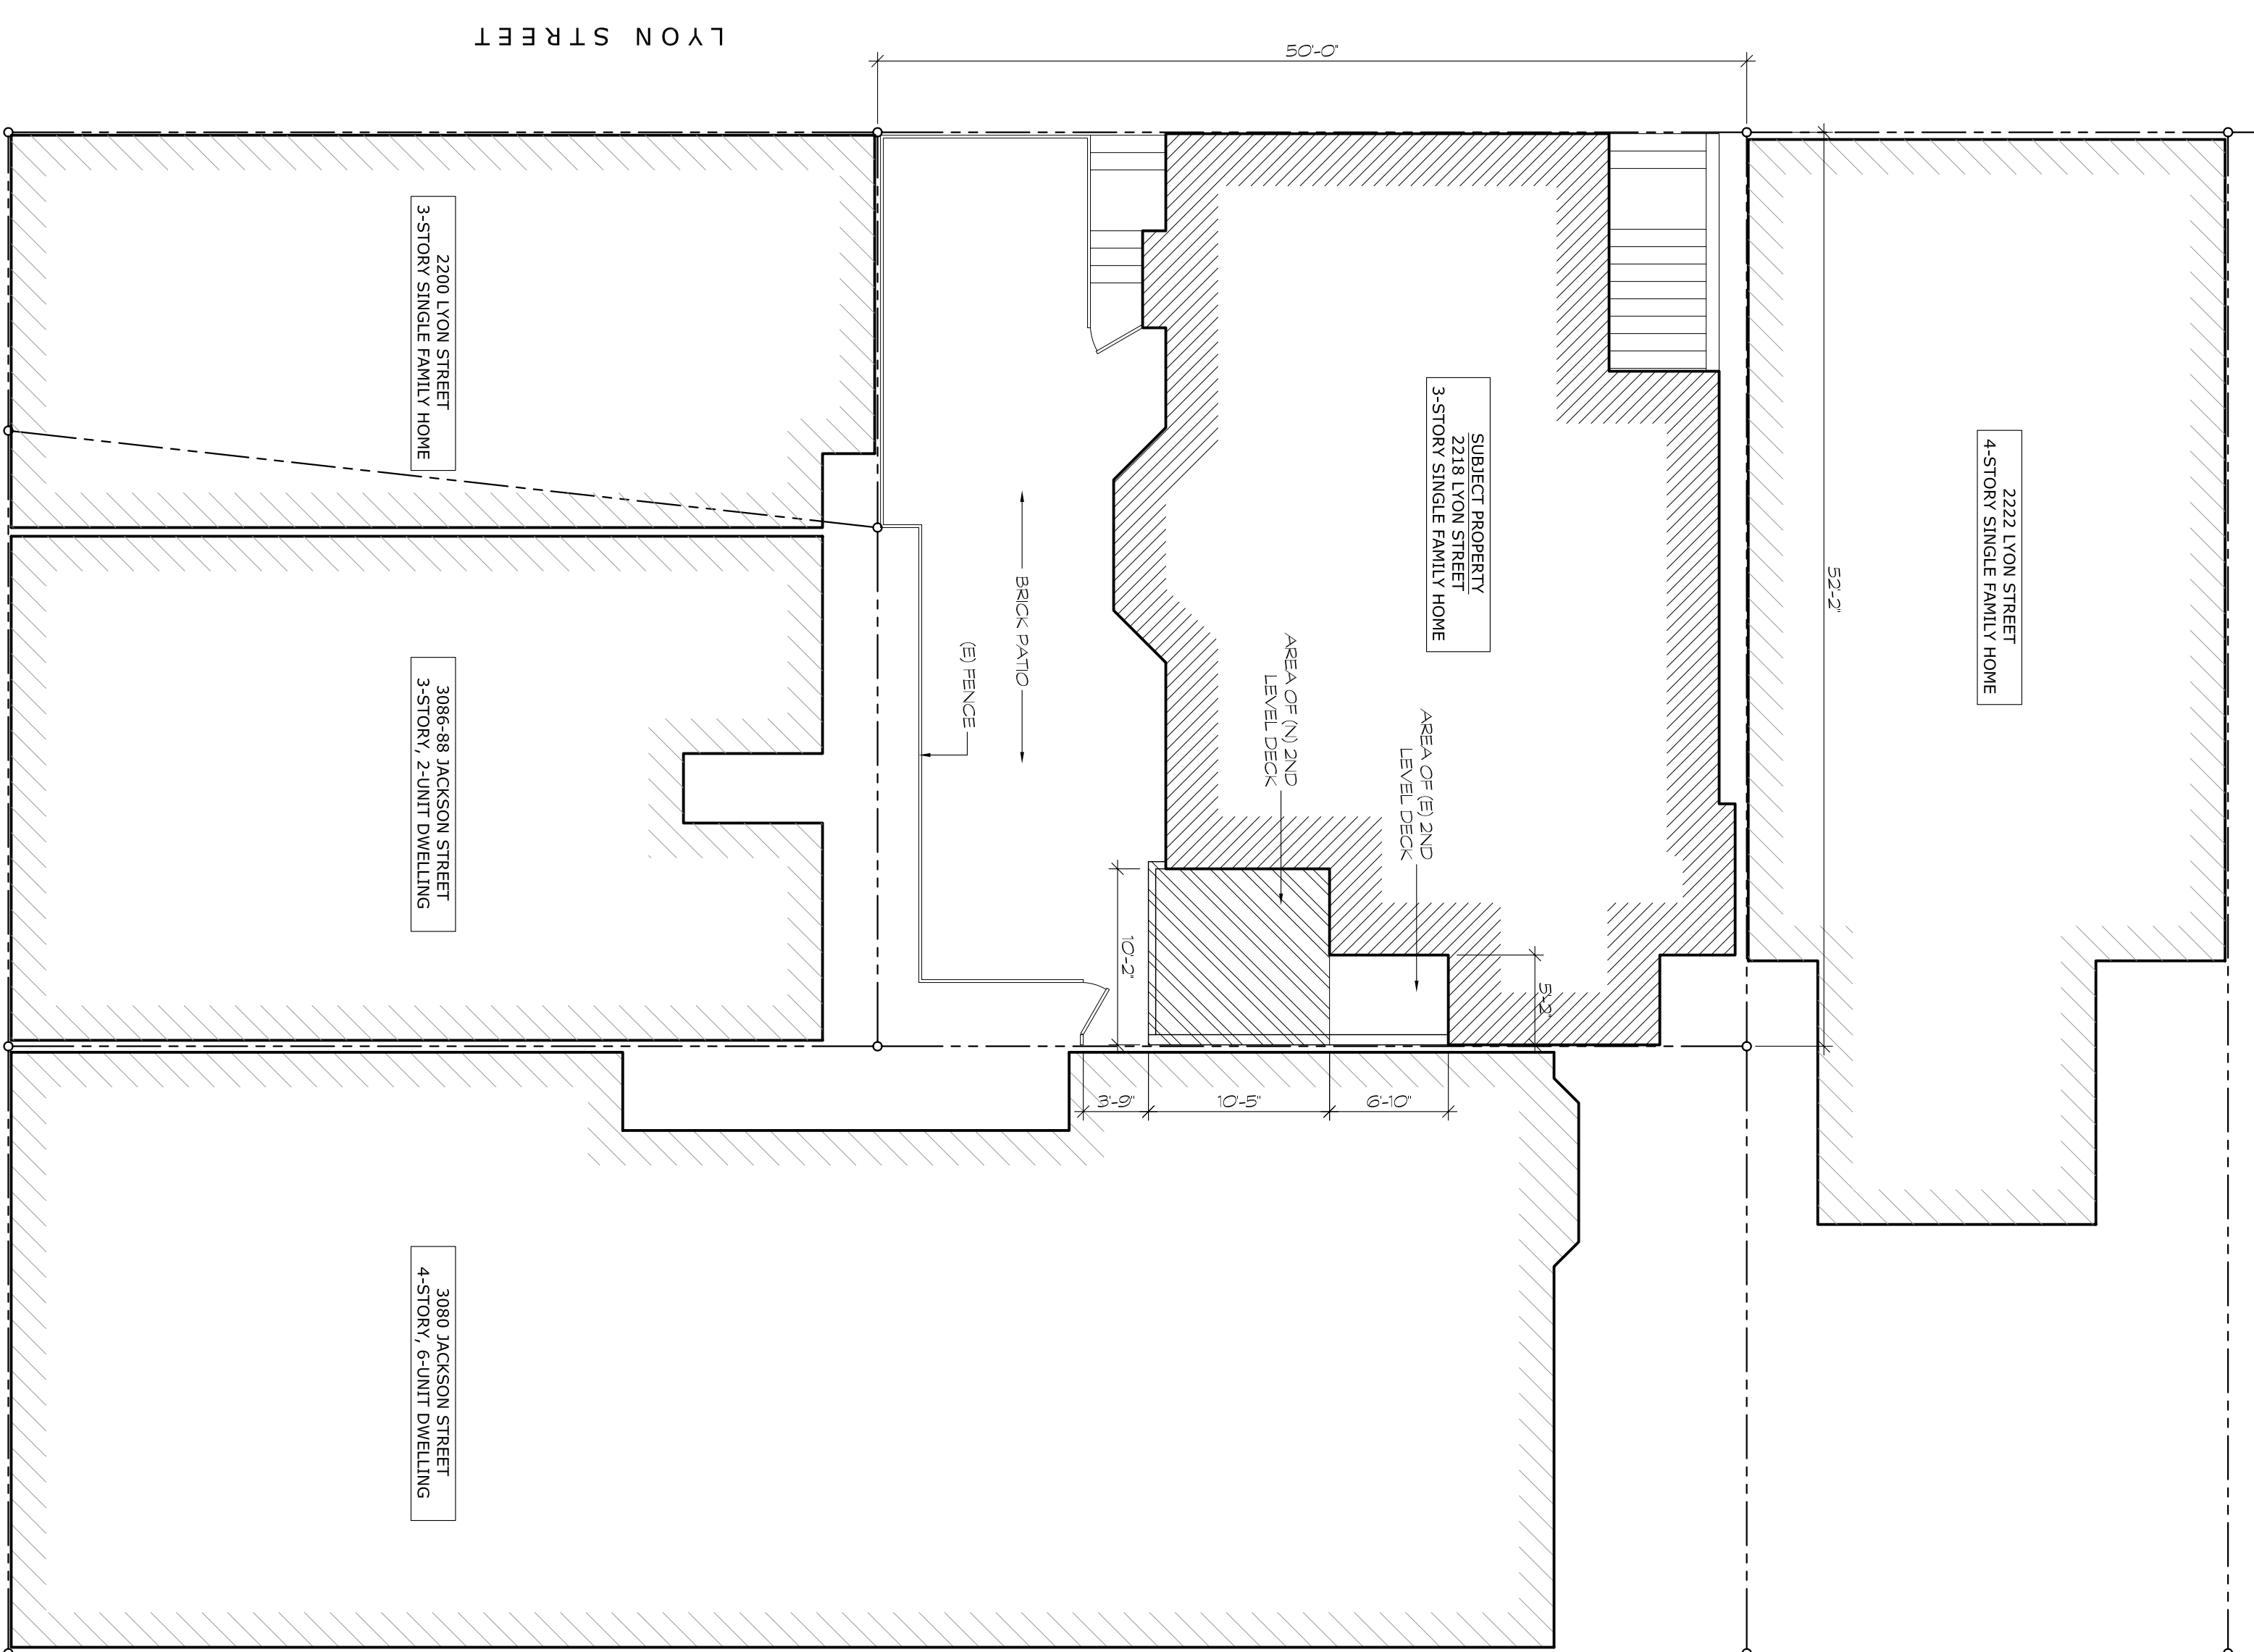 LYON STREET
50'-0"
2200 LYON STREET
3-STORY SINGLE FAMILY HOME
SUBJECT PROPERTY
2218 LYON STREET
3-STORY SINGLE FAMILY HOME
2222 LYON STREET
4-STORY SINGLE FAMILY HOME
52'-2"
BRICK PATIO
(E) FENCE
AREA OF (N) 2ND
LEVEL DECK
AREA OF (E) 2ND
LEVEL DECK
3086-88 JACKSON STREET
3-STORY, 2-UNIT DWELLING
10'-2"
5'-2"
3'-9"
10'-5"
6'-10"
3080 JACKSON STREET
4-STORY, 6-UNIT DWELLING